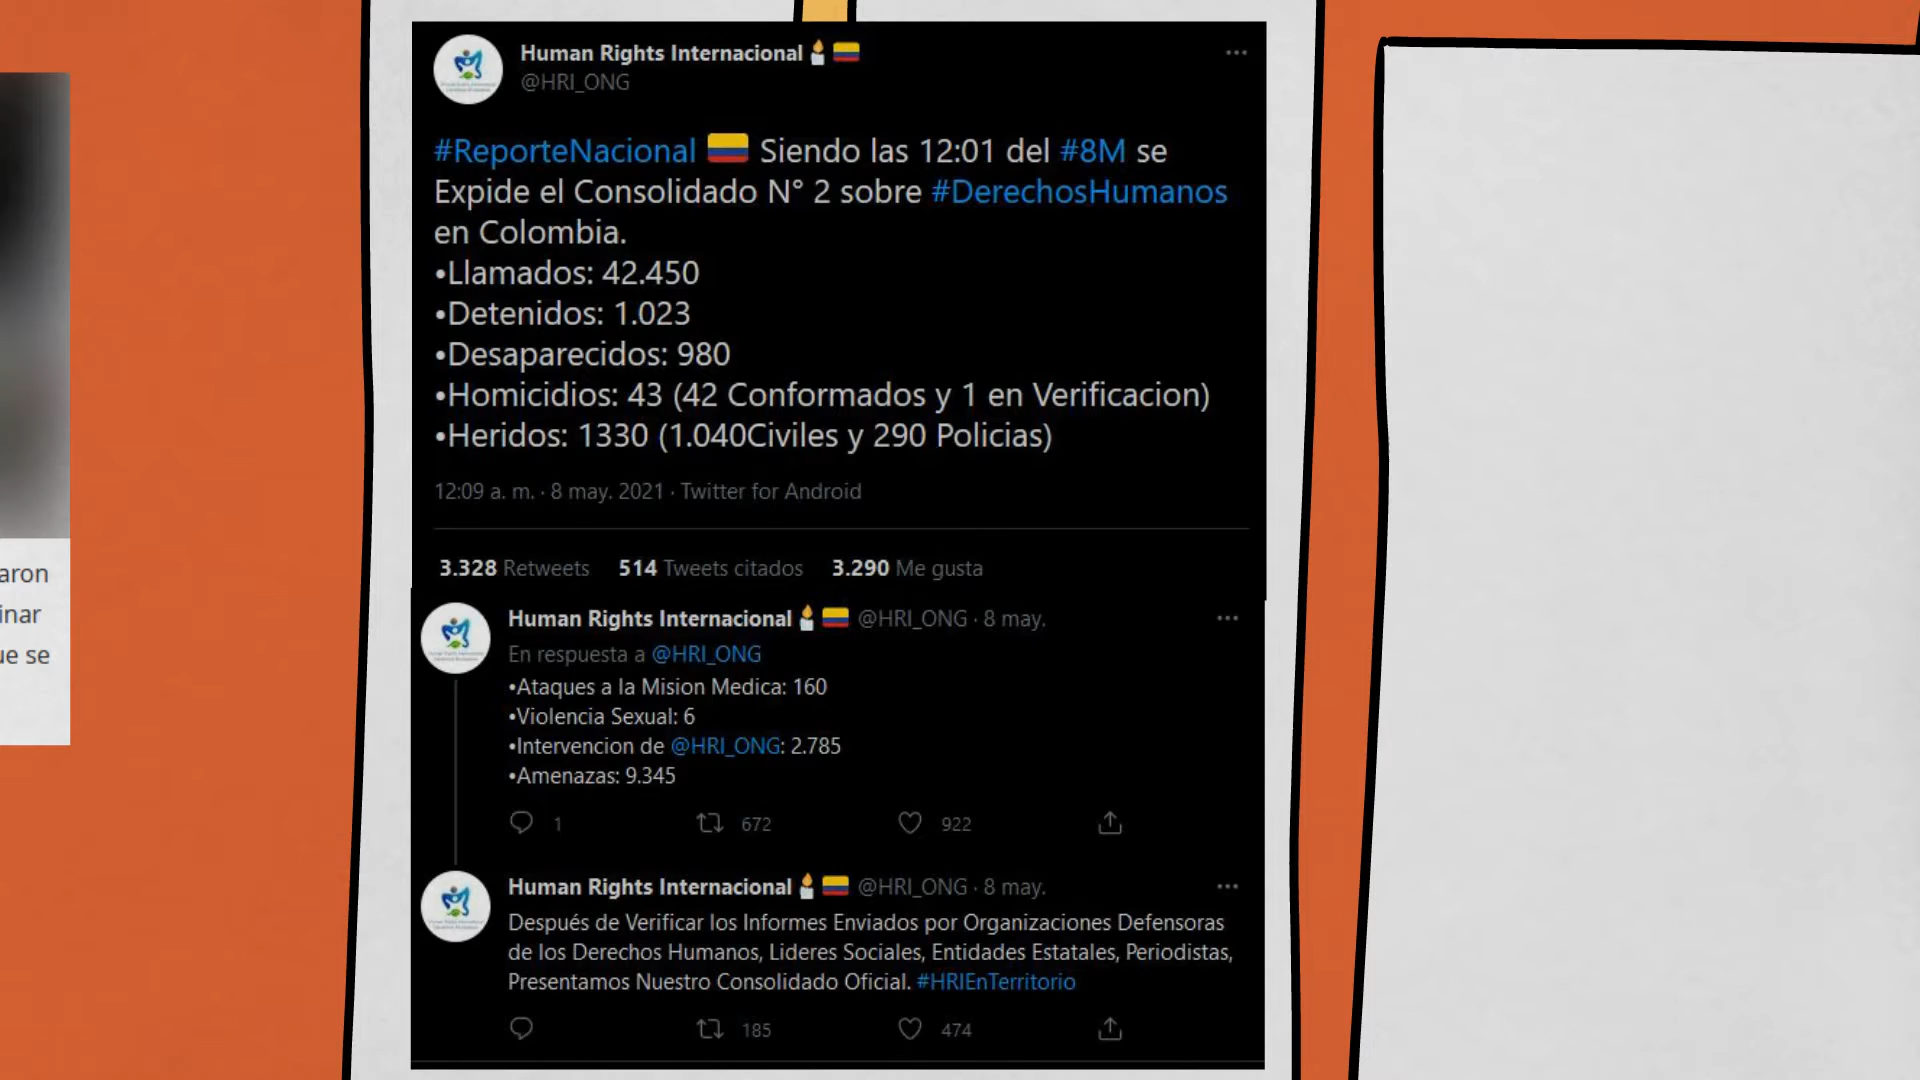 aron
inar
ue se
Human Rights Internacional
@HRI_ONG
#ReporteNacional Siendo las 12:01 del #8M se
Expide el Consolidado N° 2 sobre #DerechosHumanos
en Colombia.
•Llamados: 42.450
•Detenidos: 1.023
•Desaparecidos: 980
•Homicidios: 43 (42 Conformados y 1 en Verificacion)
•Heridos: 1330 (1.040Civiles y 290 Policias)
12:09 a. m. · 8 may. 2021 · Twitter for Android
3.328 Retweets 514 Tweets citados 3.290 Me gusta
Human Rights Internacional @HRI_ONG · 8 may.
En respuesta a @HRI_ONG
•Ataques a la Mision Medica: 160
•Violencia Sexual: 6
•Intervencion de @HRI_ONG: 2.785
•Amenazas: 9.345
1 672 922
Human Rights Internacional @HRI_ONG · 8 may.
Después de Verificar los Informes Enviados por Organizaciones Defensoras
de los Derechos Humanos, Lideres Sociales, Entidades Estatales, Periodistas,
Presentamos Nuestro Consolidado Oficial. #HRIEnTerritorio
185 474